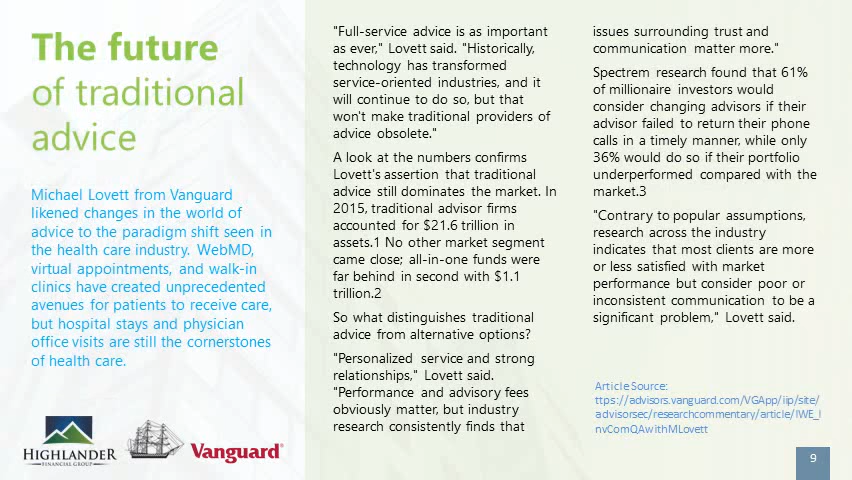 The future
of traditional
advice
Michael Lovett from Vanguard
likened changes in the world of
advice to the paradigm shift seen in
the health care industry. WebMD,
virtual appointments, and walk-in
clinics have created unprecedented
avenues for patients to receive care,
but hospital stays and physician
office visits are still the cornerstones
of health care.
HIGHLANDER
FINANCIAL GROUP
Vanguard®
"Full-service advice is as important
as ever," Lovett said. "Historically,
technology has transformed
service-oriented industries, and it
will continue to do so, but that
won't make traditional providers of
advice obsolete."
A look at the numbers confirms
Lovett's assertion that traditional
advice still dominates the market. In
2015, traditional advisor firms
accounted for $21.6 trillion in
assets.1 No other market segment
came close; all-in-one funds were
far behind in second with $1.1
trillion.2
So what distinguishes traditional
advice from alternative options?
"Personalized service and strong
relationships," Lovett said.
"Performance and advisory fees
obviously matter, but industry
research consistently finds that
issues surrounding trust and
communication matter more."
Spectrem research found that 61%
of millionaire investors would
consider changing advisors if their
advisor failed to return their phone
calls in a timely manner, while only
36% would do so if their portfolio
underperformed compared with the
market.3
"Contrary to popular assumptions,
research across the industry
indicates that most clients are more
or less satisfied with market
performance but consider poor or
inconsistent communication to be a
significant problem," Lovett said.
Article Source:
ttps://advisors.vanguard.com/VGApp/iip/site/
advisorsec/researchcommentary/article/IWE_I
nvComQAwithMLovett
9